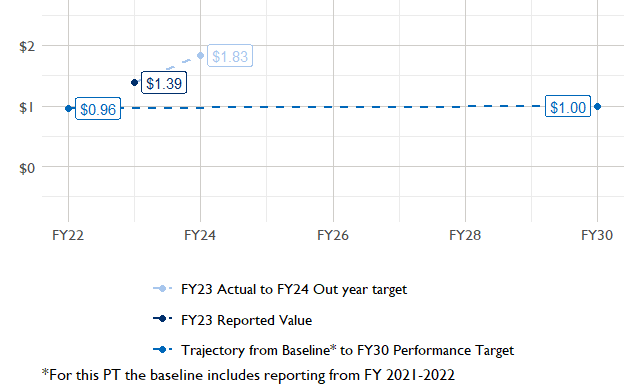 $2
$1.83
$1.39
$1
$0.96
$1.00
$0
FY22 FY24 FY26 FY28 FY30
FY23 Actual to FY24 Out year target
FY23 Reported Value
Trajectory from Baseline* to FY30 Performance Target
*For this PT the baseline includes reporting from FY 2021-2022